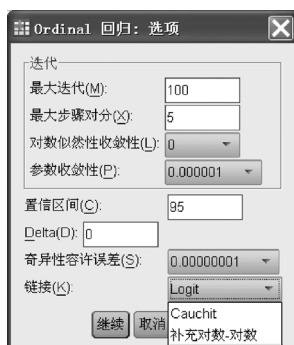 Ordinal 回归: 选项
迭代
最大迭代(M): 100
最大步骤对分(X): 5
对数似然性收敛性(L): 0
参数收敛性(P): 0.000001
置信区间(C): 95
Delta(D): 0
奇异性容许误差(S): 0.00000001
链接(K): Logit
Cauchit
继续 取消 补充对数-对数